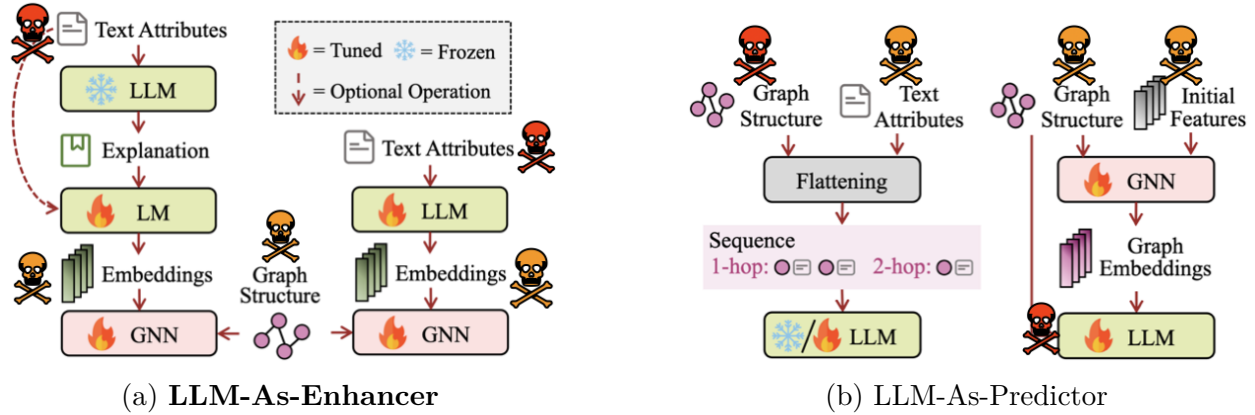 Text Attributes
LLM
Explanation
LM
Embeddings
GNN
= Tuned
= Frozen
= Optional Operation
Text Attributes
LLM
Embeddings
GNN
Graph
Structure
(a) LLM-As-Enhancer
Graph
Structure
Text
Attributes
Flattening
Sequence
1-hop:
2-hop:
/
LLM
Graph
Structure
Initial
Features
GNN
Graph
Embeddings
LLM
(b) LLM-As-Predictor